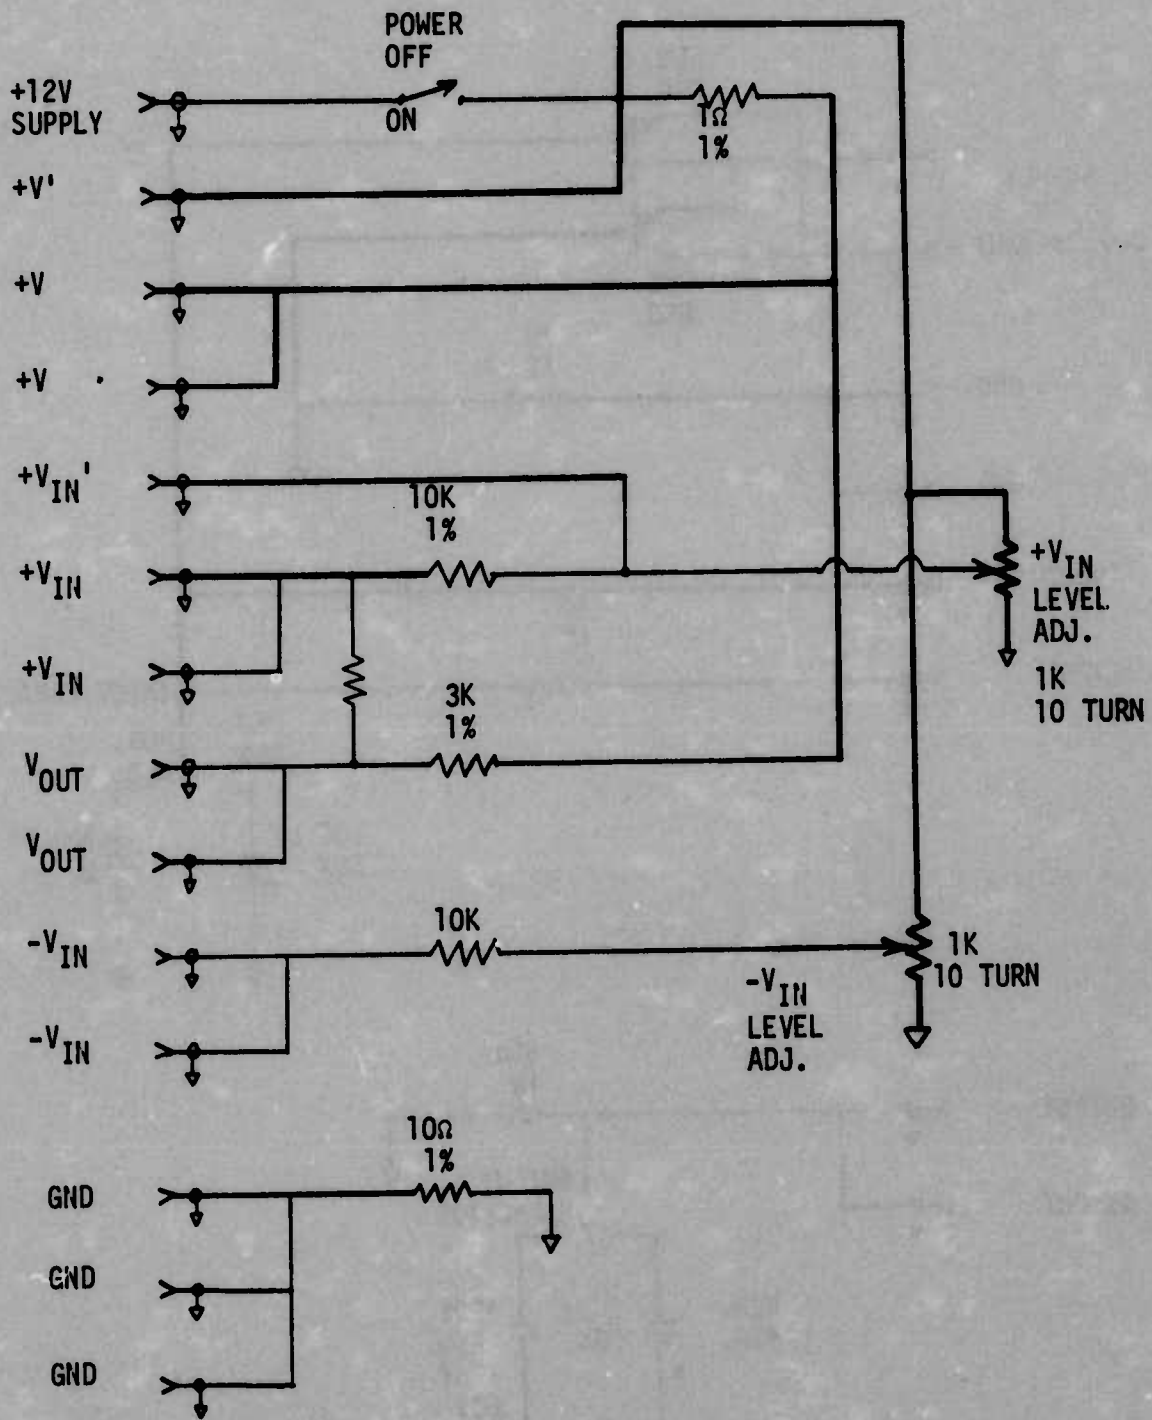 POWER
OFF
+12V
SUPPLY
ON
1Ω
1%
+V'
+V
+V
+VIN'
10K
1%
+VIN
+VIN
LEVEL
ADJ.
1K
10 TURN
+VIN
3K
1%
VOUT
VOUT
10K
-VIN
1K
10 TURN
-VIN
LEVEL
ADJ.
-VIN
10Ω
1%
GND
GND
GND